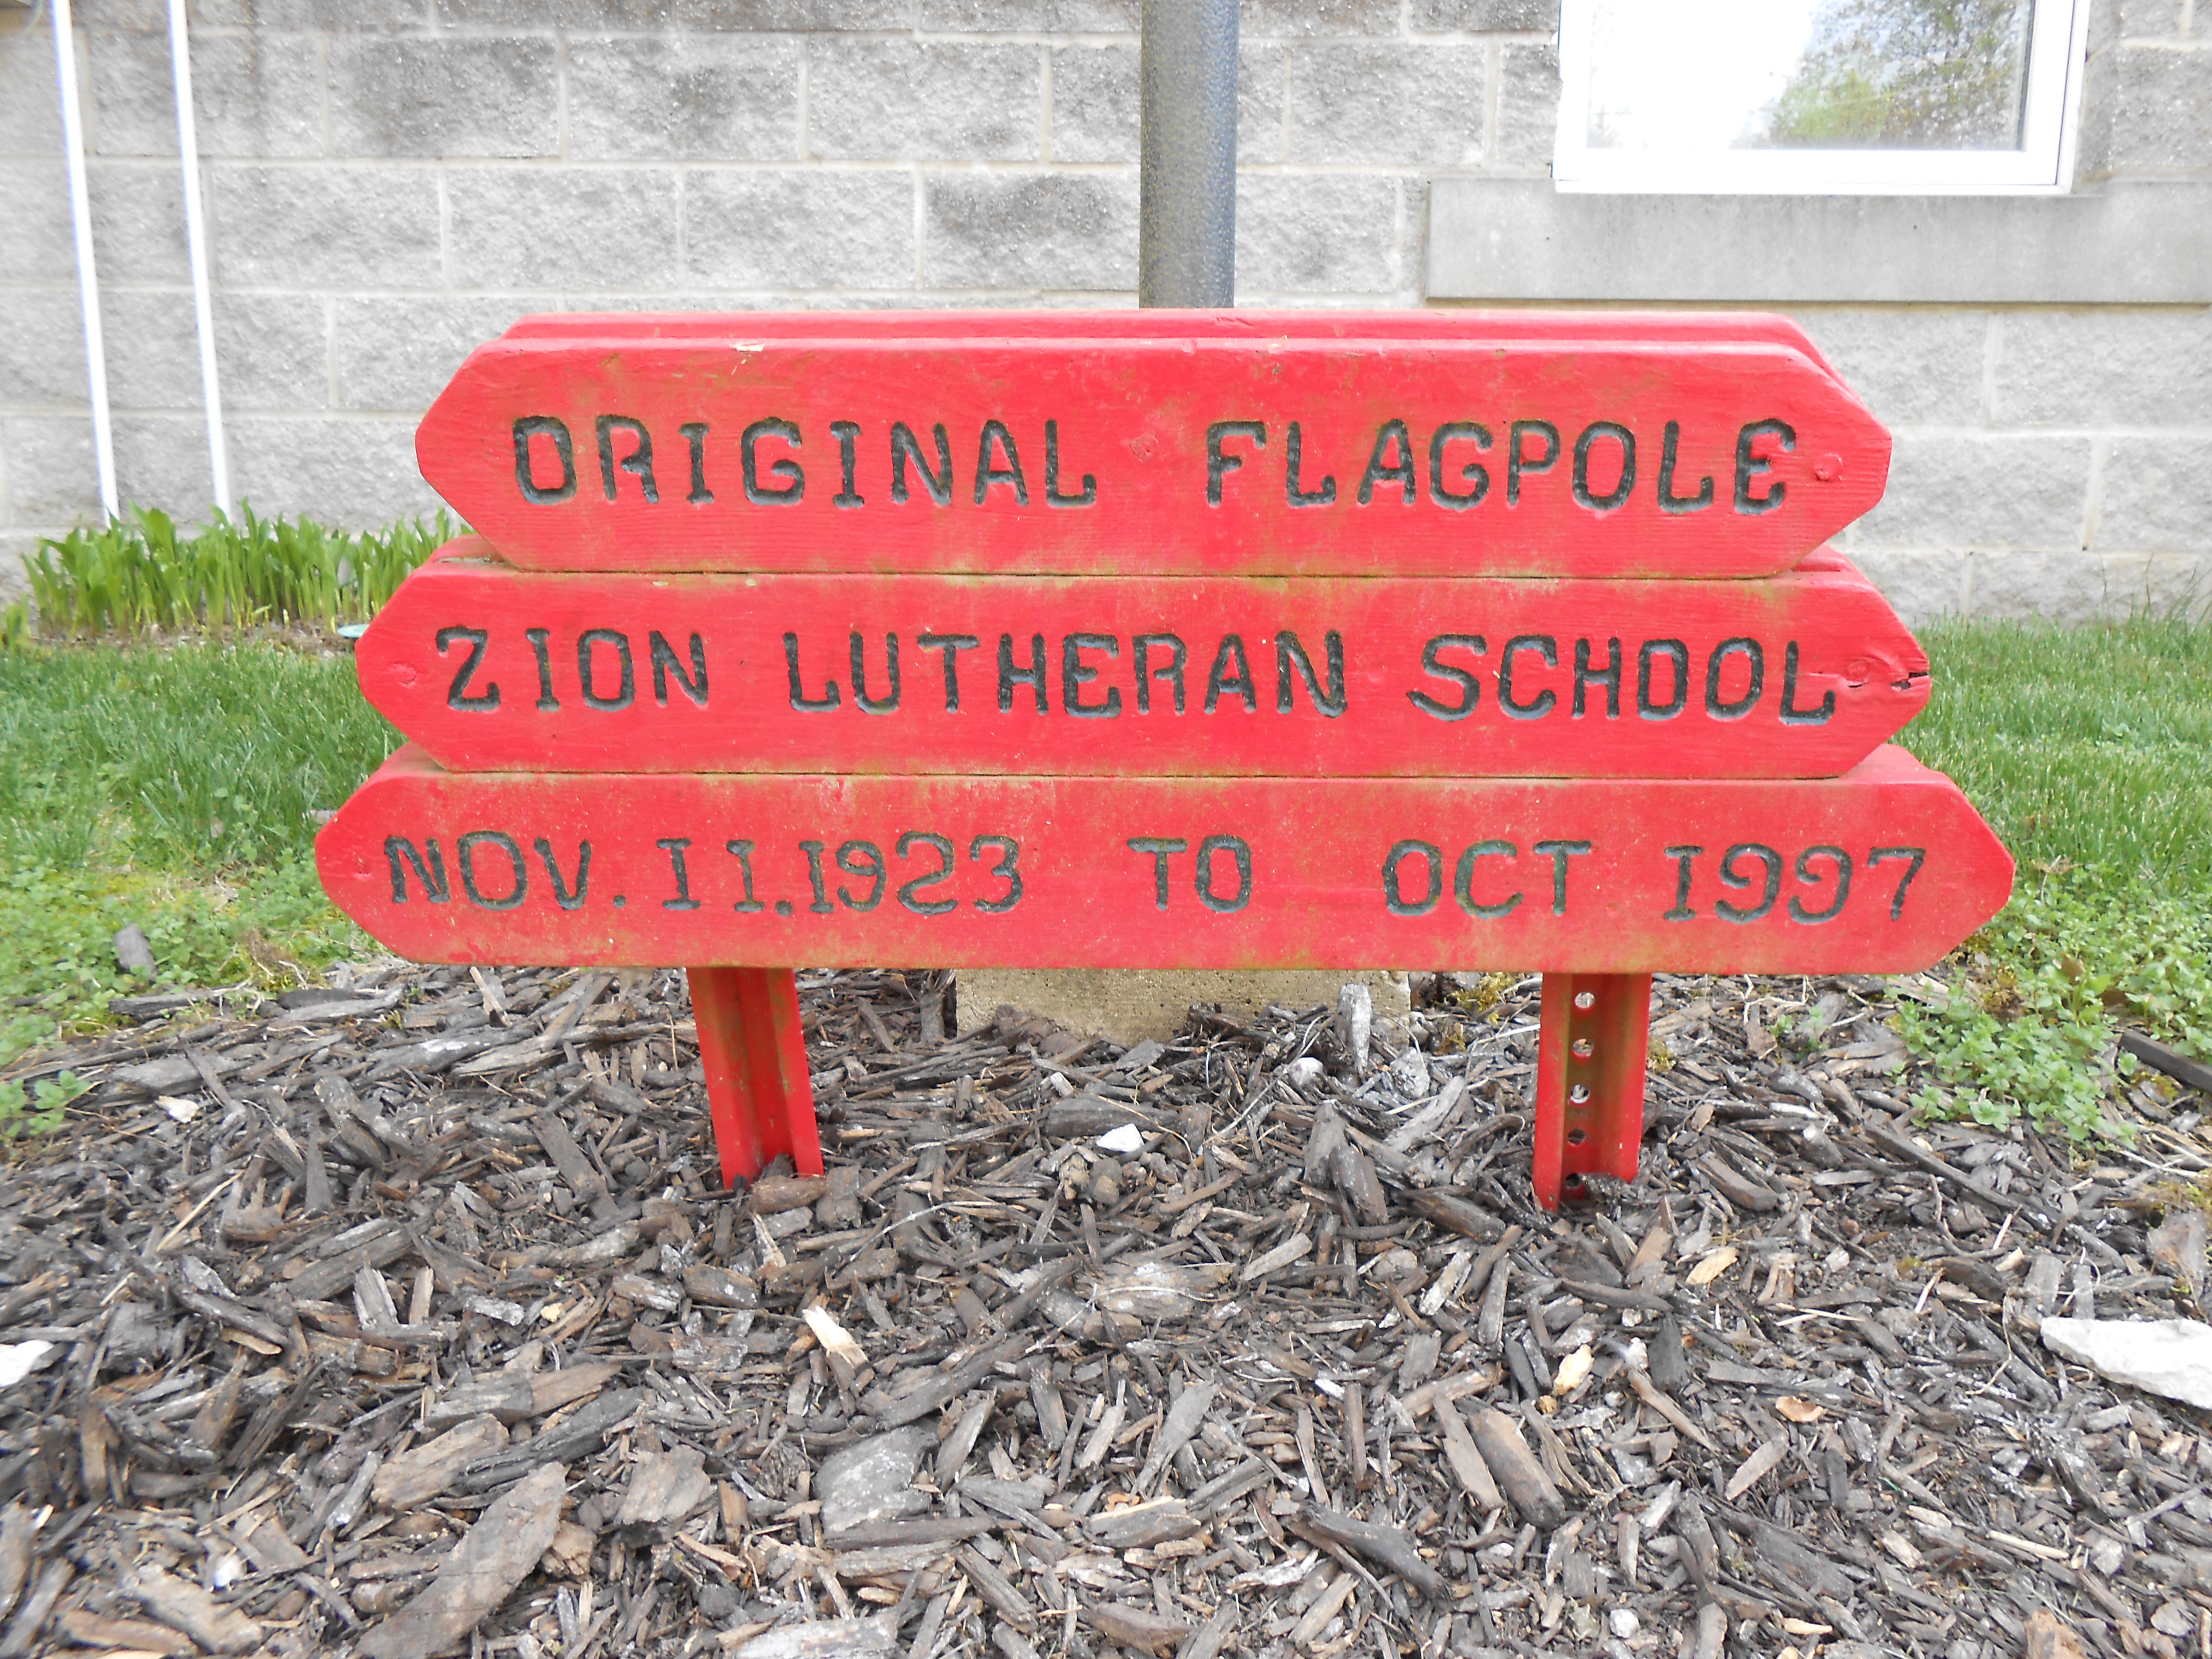 ORIGINAL FLAGPOLE
ZION LUTHERAN SCHOOL
NOV. 11.1923 TO OCT 1997